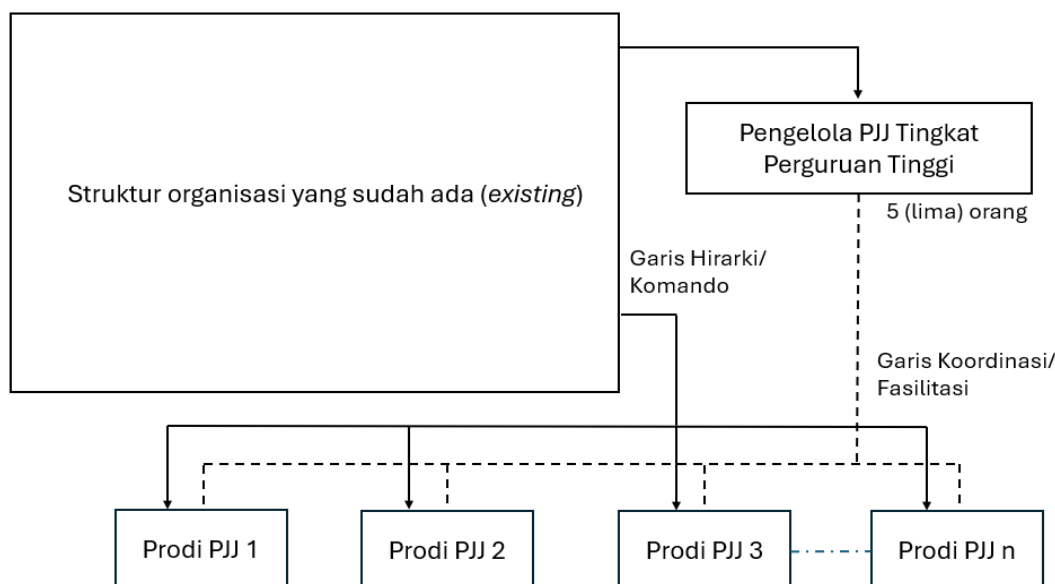 Pengelola PJJ Tingkat
Perguruan Tinggi
Struktur organisasi yang sudah ada (existing)
5 (lima) orang
Garis Hirarki/
Komando
Garis Koordinasi/
Fasilitasi
Prodi PJJ 1
Prodi PJJ 2
Prodi PJJ 3
Prodi PJJ n